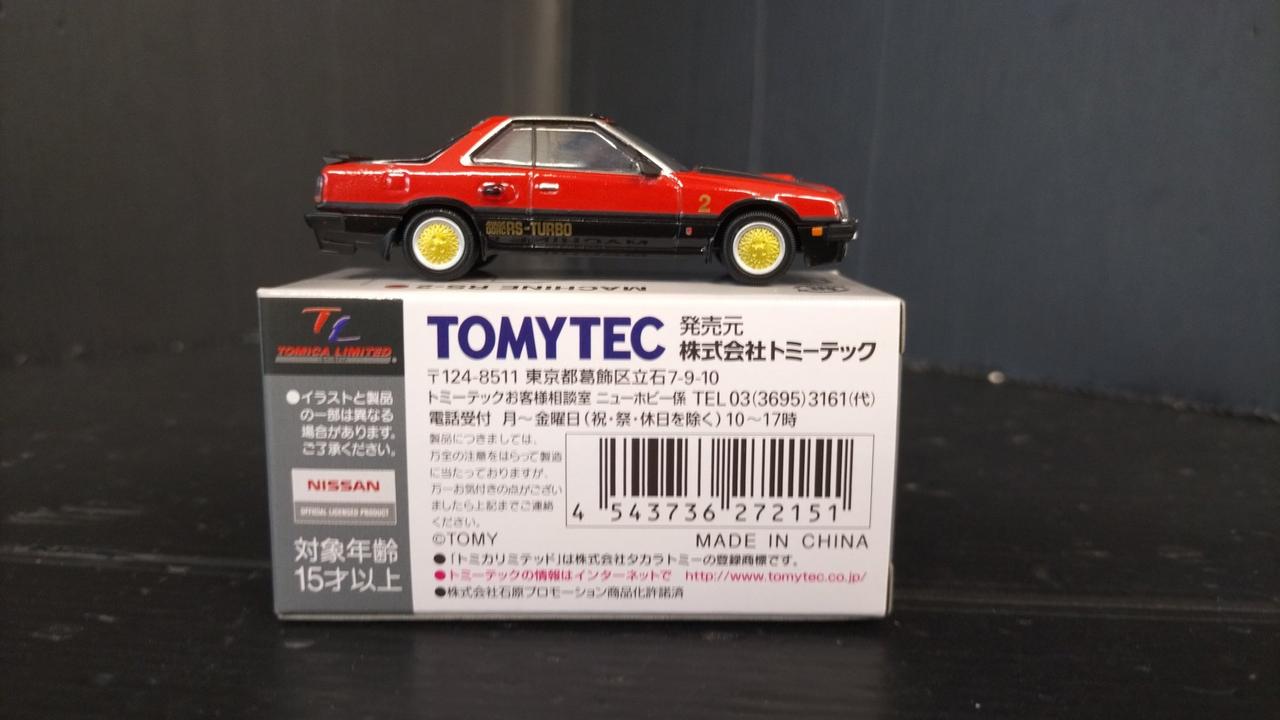 2
RS-TURBO
MACHINE RS-2
TL
TOMICA LIMITED
●イラストと製品
の一部は異なる
場合があります。
ご了承ください。
NISSAN
OFFICIAL LICENSED PRODUCT
対象年齢
15才以上
TOMYTEC
発売元
株式会社トミーテック
〒124-8511 東京都葛飾区立石7-9-10
トミーテックお客様相談室 ニューホビー係 TEL 03(3695)3161(代)
電話受付 月～金曜日(祝・祭・休日を除く)10～17時
製品につきましては、
万全の注意をはらって製造
に当たっておりますが、
万一お気付きの点がござい
ましたら上記までご連絡
ください。
4 543736 272151
©TOMY
MADE IN CHINA
●「トミカリミテッド」は株式会社タカラトミーの登録商標です。
●トミーテックの情報はインターネットで http://www.tomytec.co.jp/
●株式会社石原プロモーション商品化許諾済